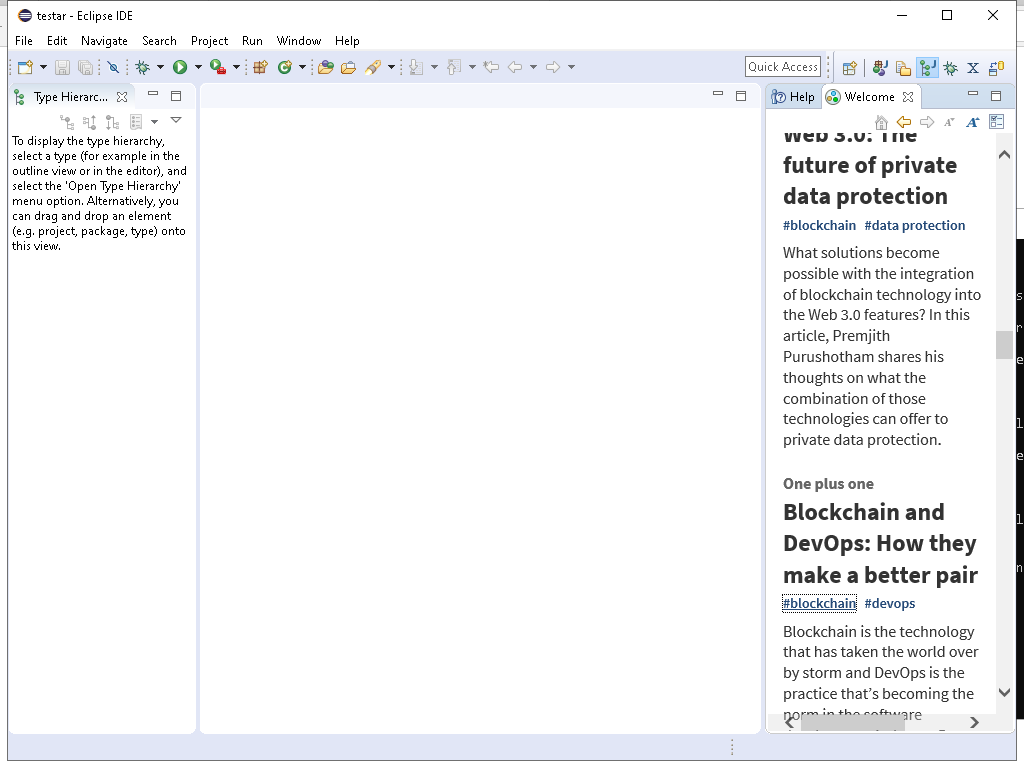 testar - Eclipse IDE
File Edit Navigate Search Project Run Window Help
Quick Access
Type Hierarc...
To display the type hierarchy,
select a type (for example in the
outline view or in the editor), and
select the 'Open Type Hierarchy'
menu option. Alternatively, you
can drag and drop an element
(e.g. project, package, type) onto
this view.
Help Welcome
Web 3.0: The
future of private
data protection
#blockchain #data protection
What solutions become
possible with the integration
of blockchain technology into
the Web 3.0 features? In this
article, Premjith
Purushotham shares his
thoughts on what the
combination of those
technologies can offer to
private data protection.
One plus one
Blockchain and
DevOps: How they
make a better pair
#blockchain #devops
Blockchain is the technology
that has taken the world over
by storm and DevOps is the
practice that's becoming the
norm in the software